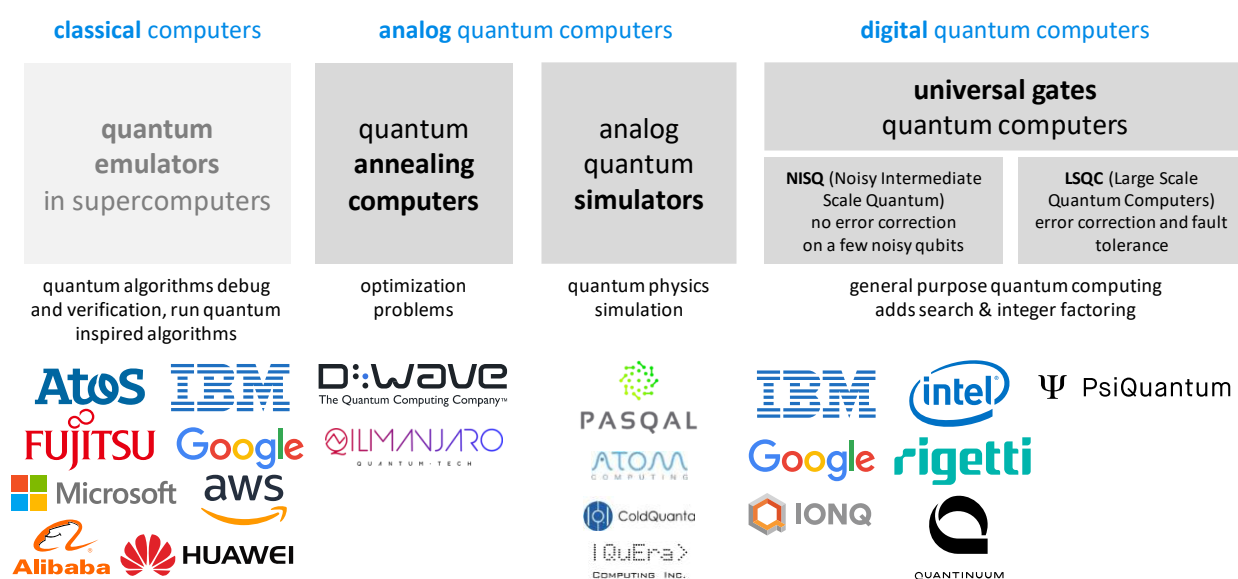 classical computers
analog quantum computers
digital quantum computers
quantum
emulators
in supercomputers
quantum
annealing
computers
analog
quantum
simulators
universal gates
quantum computers
NISQ (Noisy Intermediate
Scale Quantum)
no error correction
on a few noisy qubits
LSQC (Large Scale
Quantum Computers)
error correction and fault
tolerance
quantum algorithms debug
and verification, run quantum
inspired algorithms
optimization
problems
quantum physics
simulation
general purpose quantum computing
adds search & integer factoring
Atos
IBM
FUJITSU
Google
Microsoft
aws
Alibaba
HUAWEI
D:wave
The Quantum Computing Company™
QILIMANJARO
QUANTUM·TECH
PASQAL
ATOM
COMPUTING
ColdQuanta
|QuEra>
COMPUTING INC.
IBM
intel®
Ψ PsiQuantum
Google
rigetti
IONQ
QUANTINUUM